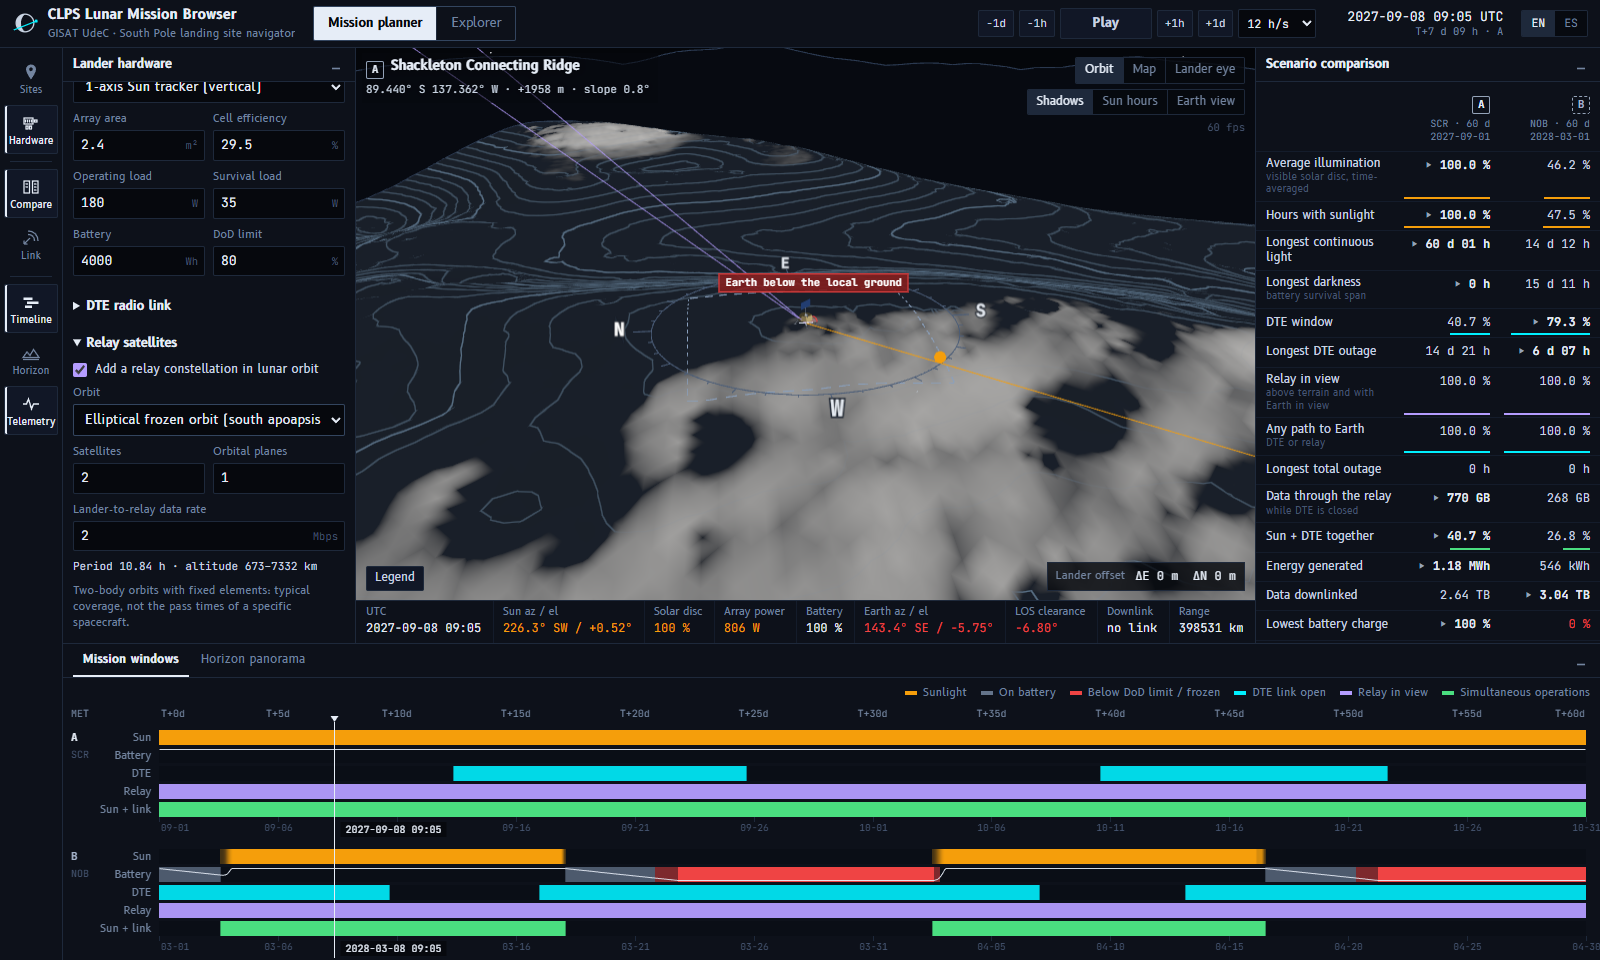 CLPS Lunar Mission Browser
GISAT UdeC · South Pole landing site navigator
Mission planner
Explorer
-1d
-1h
Play
+1h
+1d
12 h/s
2027-09-08 09:05 UTC
T+7 d 09 h · A
EN
ES
Sites
Hardware
Compare
Link
Timeline
Horizon
Telemetry
Lander hardware
1-axis Sun tracker (vertical)
Array area
Cell efficiency
2.4 m²
29.5 %
Operating load
Survival load
180 W
35 W
Battery
DoD limit
4000 Wh
80 %
DTE radio link
Relay satellites
Add a relay constellation in lunar orbit
Orbit
Elliptical frozen orbit (south apoapsis
Satellites
Orbital planes
2
1
Lander-to-relay data rate
2 Mbps
Period 10.84 h · altitude 673–7332 km
Two-body orbits with fixed elements: typical
coverage, not the pass times of a specific
spacecraft.
A Shackleton Connecting Ridge
89.440° S 137.362° W · +1958 m · slope 0.8°
Orbit
Map
Lander eye
Shadows
Sun hours
Earth view
60 fps
E
Earth below the local ground
N
S
W
Legend
Lander offset ΔE 0 m ΔN 0 m
UTC
2027-09-08 09:05
Sun az / el
226.3° SW / +0.52°
Solar disc
100 %
Array power
806 W
Battery
100 %
Earth az / el
143.4° SE / -5.75°
LOS clearance
-6.80°
Downlink
no link
Range
398531 km
Scenario comparison
A
B
SCR · 60 d
NOB · 60 d
2027-09-01
2028-03-01
Average illumination 100.0 % 46.2 %
visible solar disc, time-
averaged
Hours with sunlight 100.0 % 47.5 %
Longest continuous
light
60 d 01 h 14 d 12 h
Longest darkness 0 h 15 d 11 h
battery survival span
DTE window 40.7 % 79.3 %
Longest DTE outage 14 d 21 h 6 d 07 h
Relay in view 100.0 % 100.0 %
above terrain and with
Earth in view
Any path to Earth 100.0 % 100.0 %
DTE or relay
Longest total outage 0 h 0 h
Data through the relay 770 GB 268 GB
while DTE is closed
Sun + DTE together 40.7 % 26.8 %
Energy generated 1.18 MWh 546 kWh
Data downlinked 2.64 TB 3.04 TB
Lowest battery charge 100 % 0 %
Mission windows
Horizon panorama
Sunlight
On battery
Below DoD limit / frozen
DTE link open
Relay in view
Simultaneous operations
MET T+0d T+5d T+10d T+15d T+20d T+25d T+30d T+35d T+40d T+45d T+50d T+55d T+60d
A Sun
SCR Battery
DTE
Relay
Sun + link
09-01 09-06 2027-09-08 09:05 09-16 09-21 09-26 10-01 10-06 10-11 10-16 10-21 10-26 10-31
B Sun
NOB Battery
DTE
Relay
Sun + link
03-01 03-06 2028-03-08 09:05 03-16 03-21 03-26 03-31 04-05 04-10 04-15 04-20 04-25 04-30